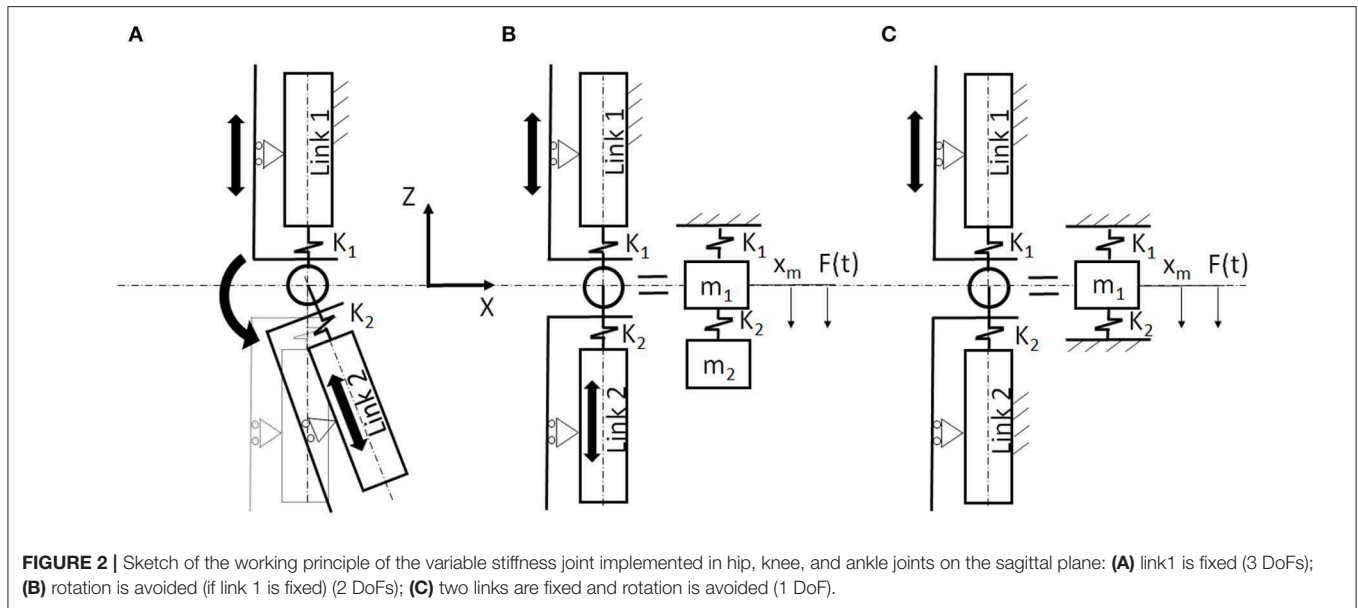 A
B
C
Link 1
K1
K2
Link 2
Z
X
Link 1
K1
K2
Link 2
K1
m1
K2
m2
xm
F(t)
Link 1
K1
K2
Link 2
K1
m1
K2
xm
F(t)
FIGURE 2 | Sketch of the working principle of the variable stiffness joint implemented in hip, knee, and ankle joints on the sagittal plane: (A) link1 is fixed (3 DoFs);
(B) rotation is avoided (if link 1 is fixed) (2 DoFs); (C) two links are fixed and rotation is avoided (1 DoF).